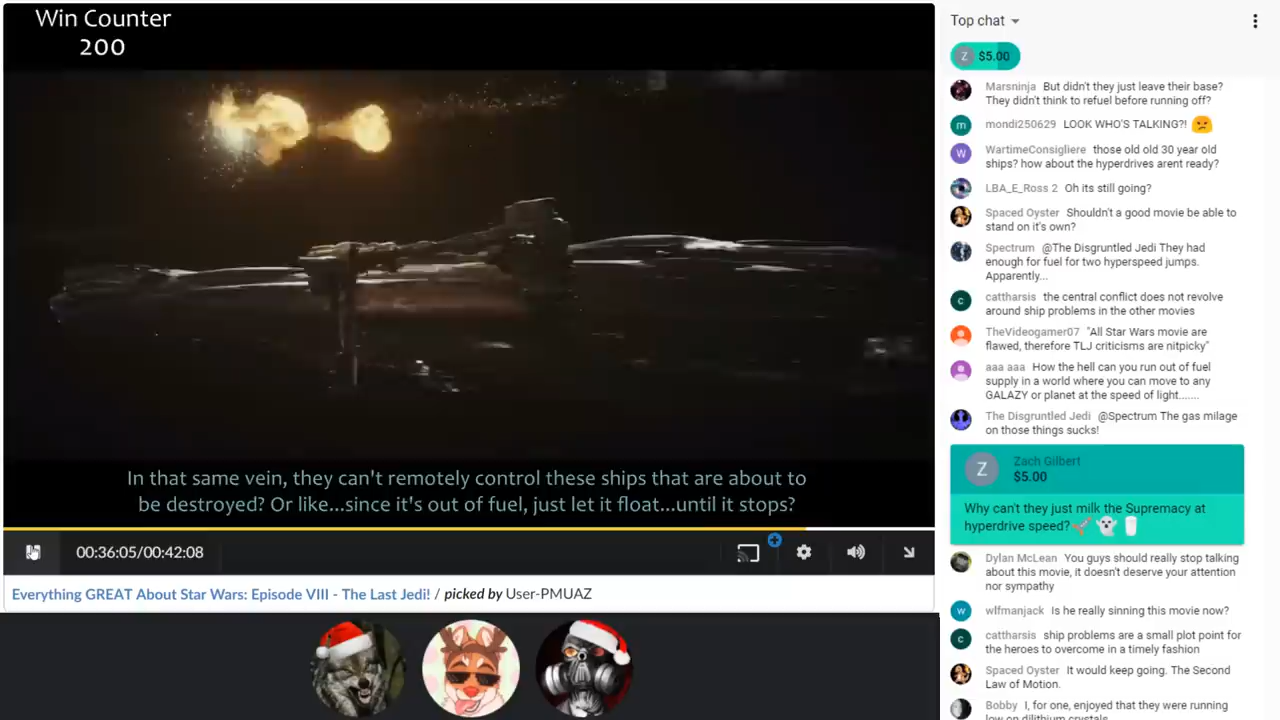 Win Counter
200
In that same vein, they can't remotely control these ships that are about to
be destroyed? Or like...since it's out of fuel, just let it float...until it stops?
00:36:05/00:42:08
Everything GREAT About Star Wars: Episode VIII - The Last Jedi! / picked by User-PMUAZ
Top chat
Z $5.00
Marsninja But didn't they just leave their base?
They didn't think to refuel before running off?
m mondi250629 LOOK WHO'S TALKING?!
W WartimeConsigliere those old old 30 year old
ships? how about the hyperdrives arent ready?
LBA_E_Ross 2 Oh its still going?
Spaced Oyster Shouldn't a good movie be able to
stand on it's own?
Spectrum @The Disgruntled Jedi They had
enough for fuel for two hyperspeed jumps.
Apparently...
c cattharsis the central conflict does not revolve
around ship problems in the other movies
TheVideogamer07 "All Star Wars movie are
flawed, therefore TLJ criticisms are nitpicky"
aaa aaa How the hell can you run out of fuel
supply in a world where you can move to any
GALAZY or planet at the speed of light.......
The Disgruntled Jedi @Spectrum The gas milage
on those things sucks!
Z Zach Gilbert
$5.00
Why can't they just milk the Supremacy at
hyperdrive speed?
Dylan McLean You guys should really stop talking
about this movie, it doesn't deserve your attention
nor sympathy
w wlfmanjack Is he really sinning this movie now?
c cattharsis ship problems are a small plot point for
the heroes to overcome in a timely fashion
Spaced Oyster It would keep going. The Second
Law of Motion.
Bobby I, for one, enjoyed that they were running
low on dilithium crystals